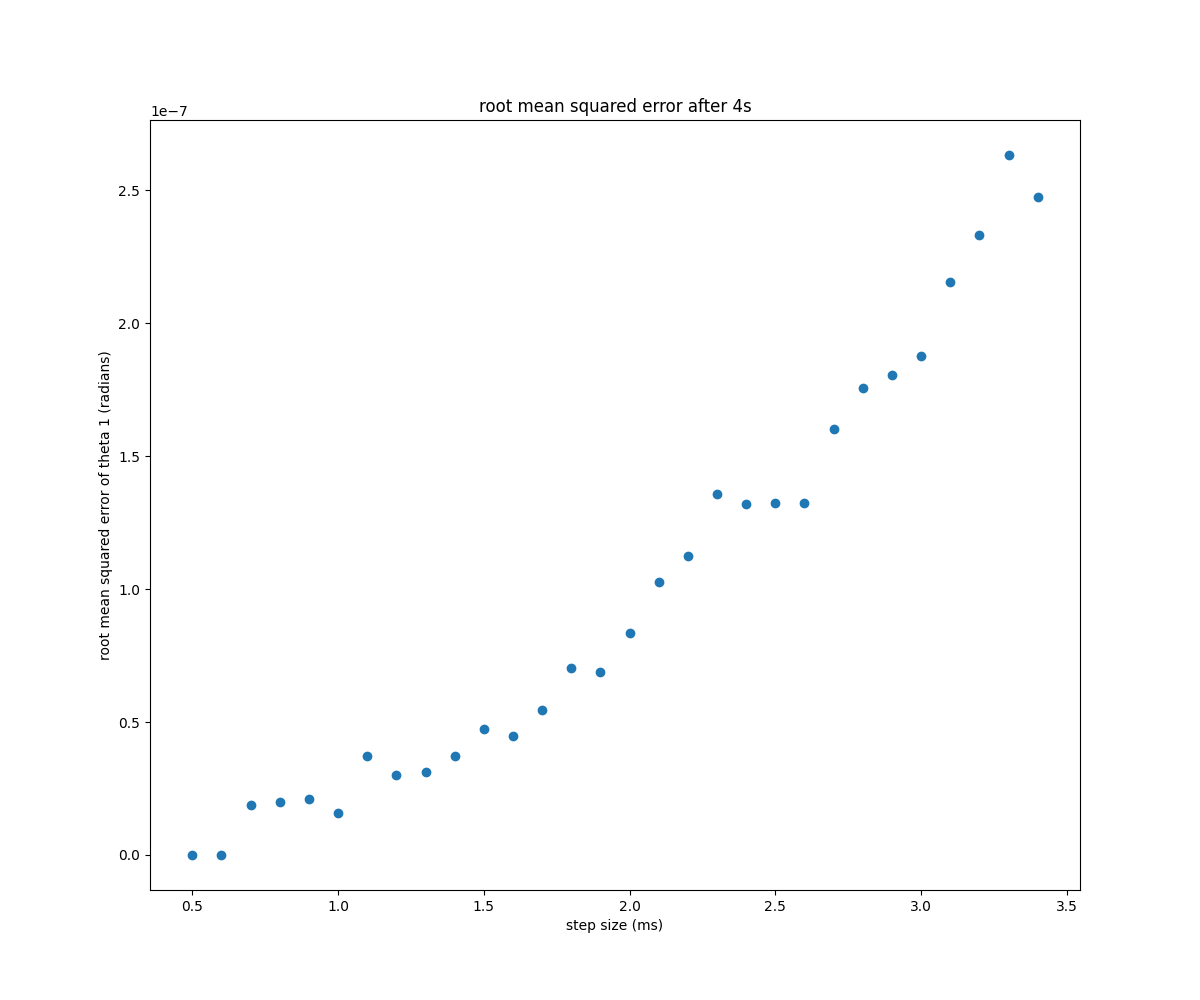 root mean squared error after 4s
1e−7
2.5
2.0
1.5
1.0
0.5
0.0
root mean squared error of theta 1 (radians)
0.5 1.0 1.5 2.0 2.5 3.0 3.5
step size (ms)